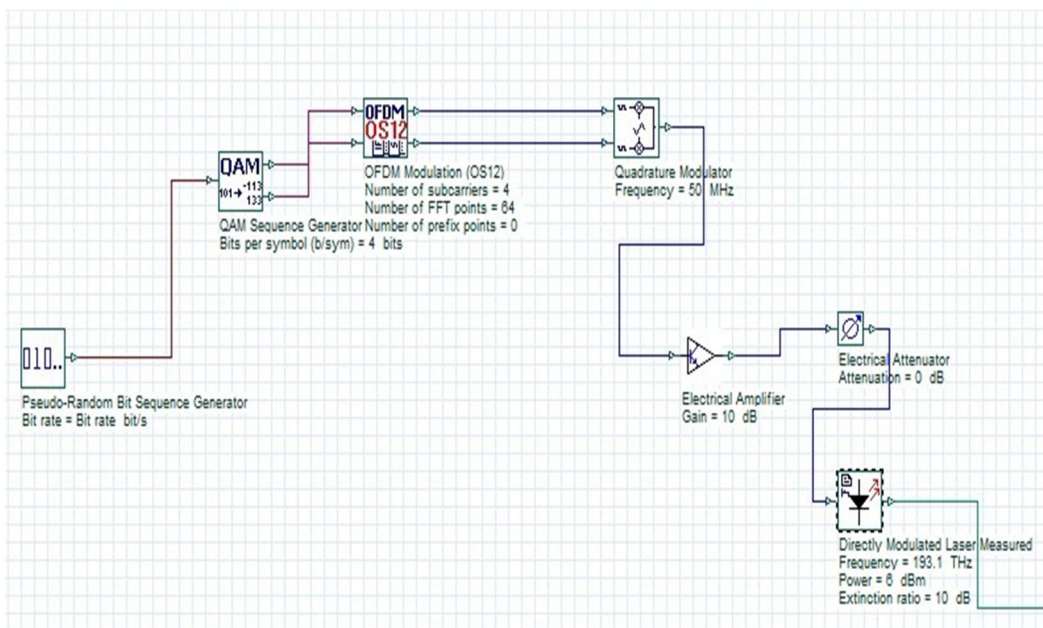 OFDM
OS12
QAM
101→ -113
133
OFDM Modulation (OS12)
Number of subcarriers = 4
Number of FFT points = 64
Number of prefix points = 0
Quadrature Modulator
Frequency = 50 MHz
QAM Sequence Generator
Bits per symbol (b/sym) = 4 bits
010..
Pseudo-Random Bit Sequence Generator
Bit rate = Bit rate bit/s
Electrical Attenuator
Attenuation = 0 dB
Electrical Amplifier
Gain = 10 dB
Directly Modulated Laser Measured
Frequency = 193.1 THz
Power = 6 dBm
Extinction ratio = 10 dB